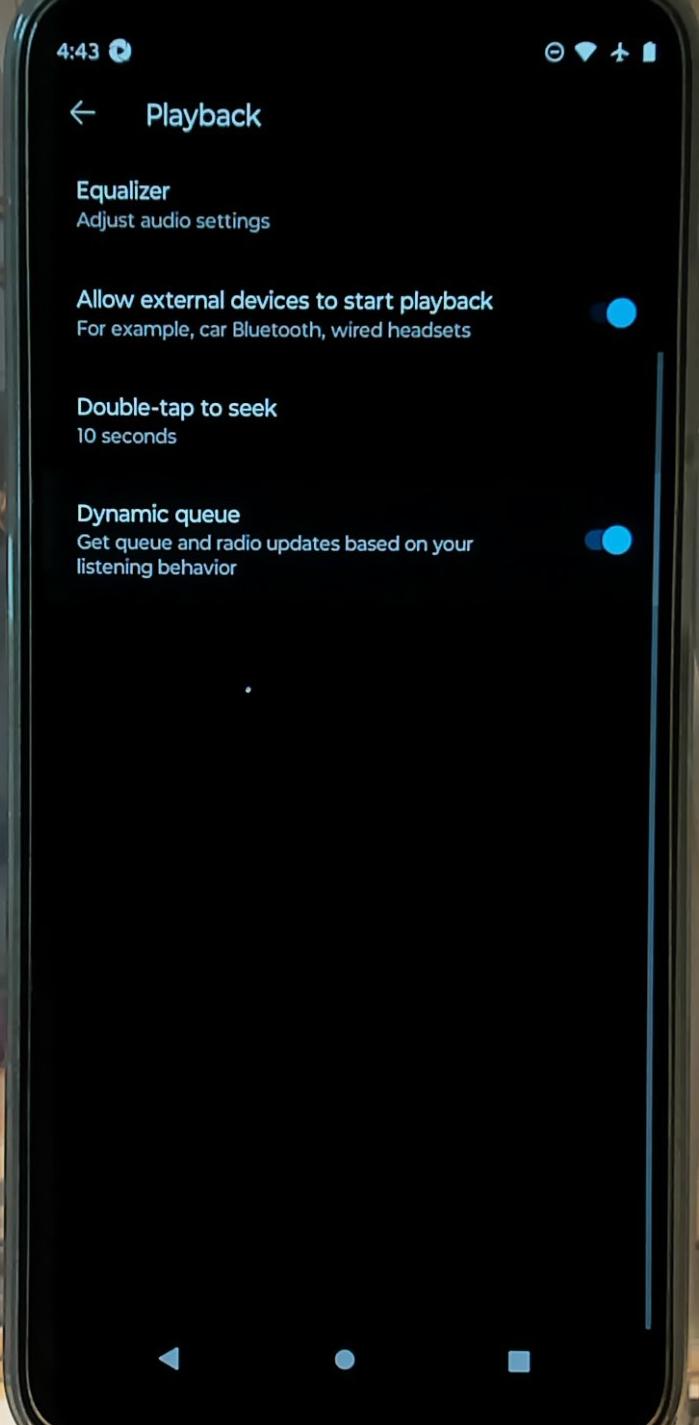 4:43
Playback
Equalizer
Adjust audio settings
Allow external devices to start playback
For example, car Bluetooth, wired headsets
Double-tap to seek
10 seconds
Dynamic queue
Get queue and radio updates based on your
listening behavior